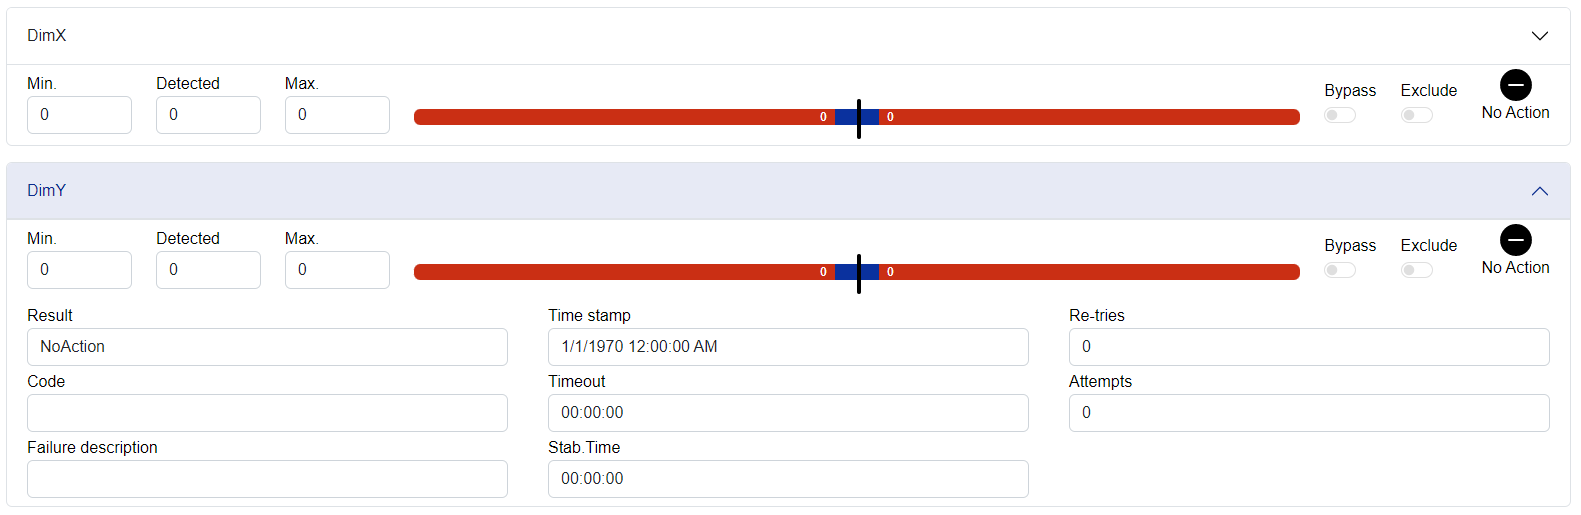 DimX
Min. Detected Max. Bypass Exclude
0 0 0 0 0 No Action
DimY
Min. Detected Max. Bypass Exclude
0 0 0 0 0 No Action
Result Time stamp Re-tries
NoAction 1/1/1970 12:00:00 AM 0
Code Timeout Attempts
00:00:00 0
Failure description Stab.Time
00:00:00